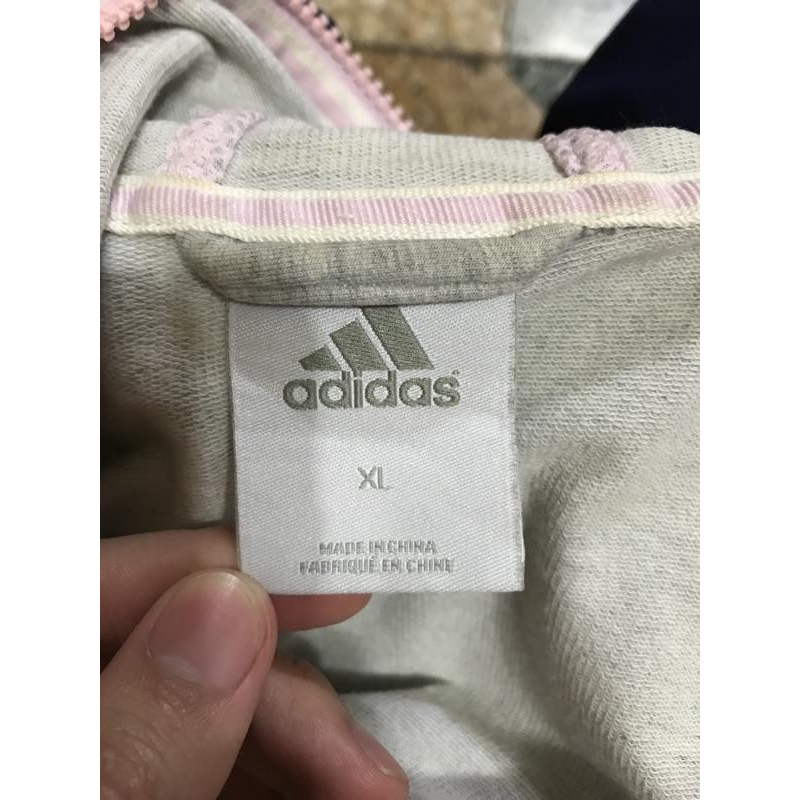 adidas
XL
MADE IN CHINA
FABRIQUÉ EN CHINE